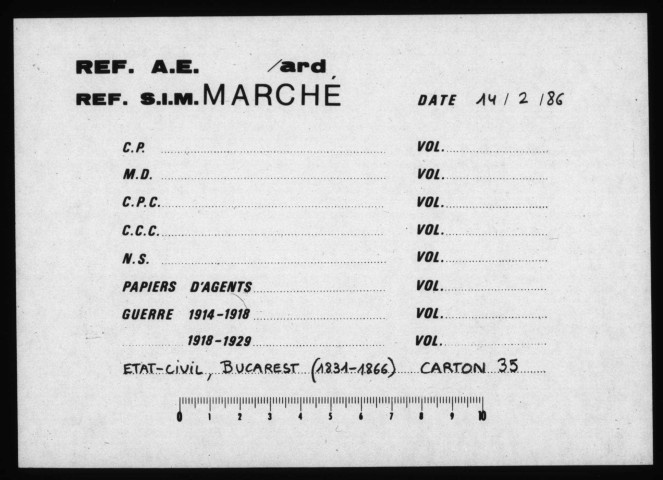 REF. A.E. /ard
REF. S.I.M. MARCHÉ DATE 14 / 2 / 86
C.P. VOL.
M.D. VOL.
C.P.C. VOL.
C.C.C. VOL.
N.S. VOL.
PAPIERS D'AGENTS VOL.
GUERRE 1914-1918 VOL.
1918-1929 VOL.
ETAT-CIVIL, BUCAREST (1831-1866) CARTON 35
0 1 2 3 4 5 6 7 8 9 10